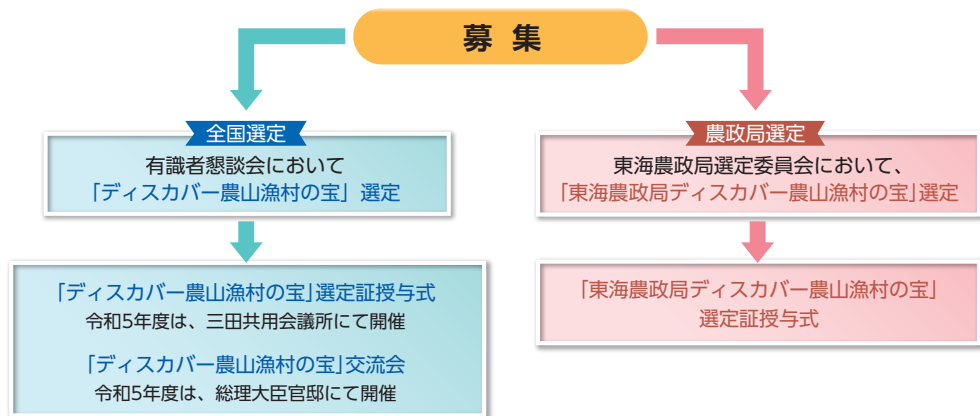 募集
全国選定
有識者懇談会において
「ディスカバー農山漁村の宝」選定
「ディスカバー農山漁村の宝」選定証授与式
令和5年度は、三田共用会議所にて開催
「ディスカバー農山漁村の宝」交流会
令和5年度は、総理大臣官邸にて開催
農政局選定
東海農政局選定委員会において、
「東海農政局ディスカバー農山漁村の宝」選定
「東海農政局ディスカバー農山漁村の宝」
選定証授与式